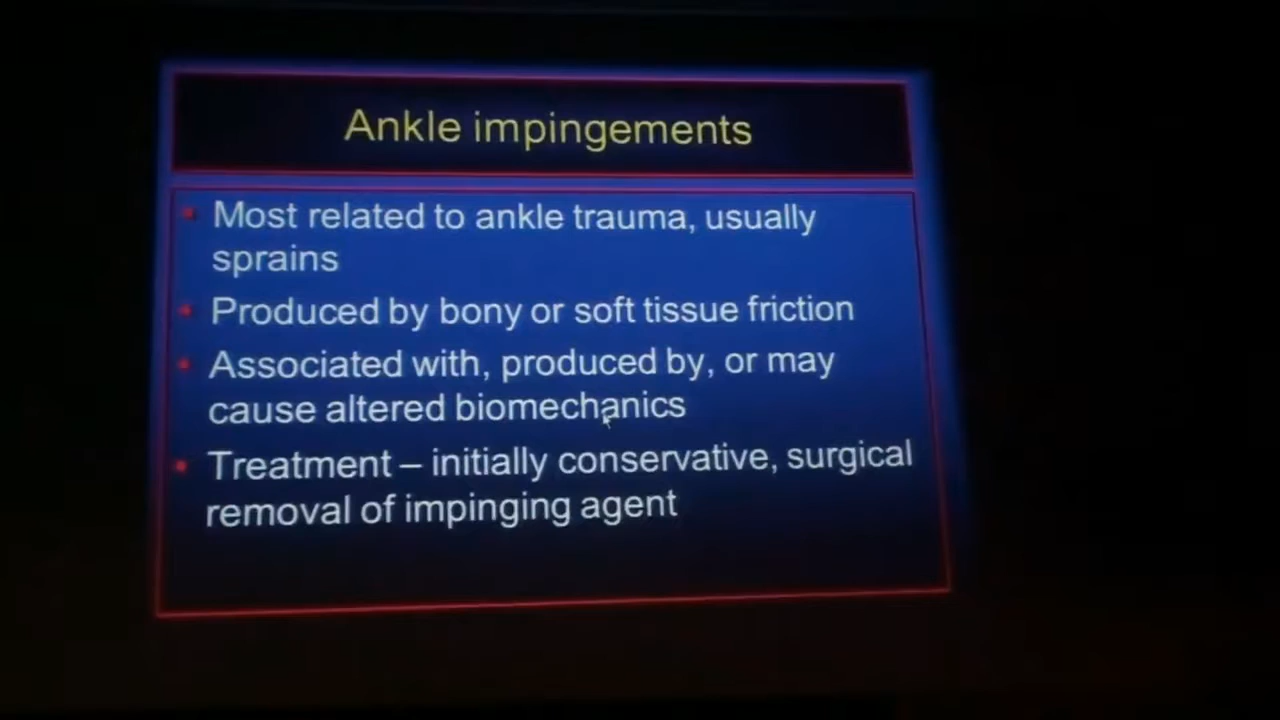 Ankle impingements
Most related to ankle trauma, usually
sprains
Produced by bony or soft tissue friction
Associated with, produced by, or may
cause altered biomechanics
Treatment – initially conservative, surgical
removal of impinging agent